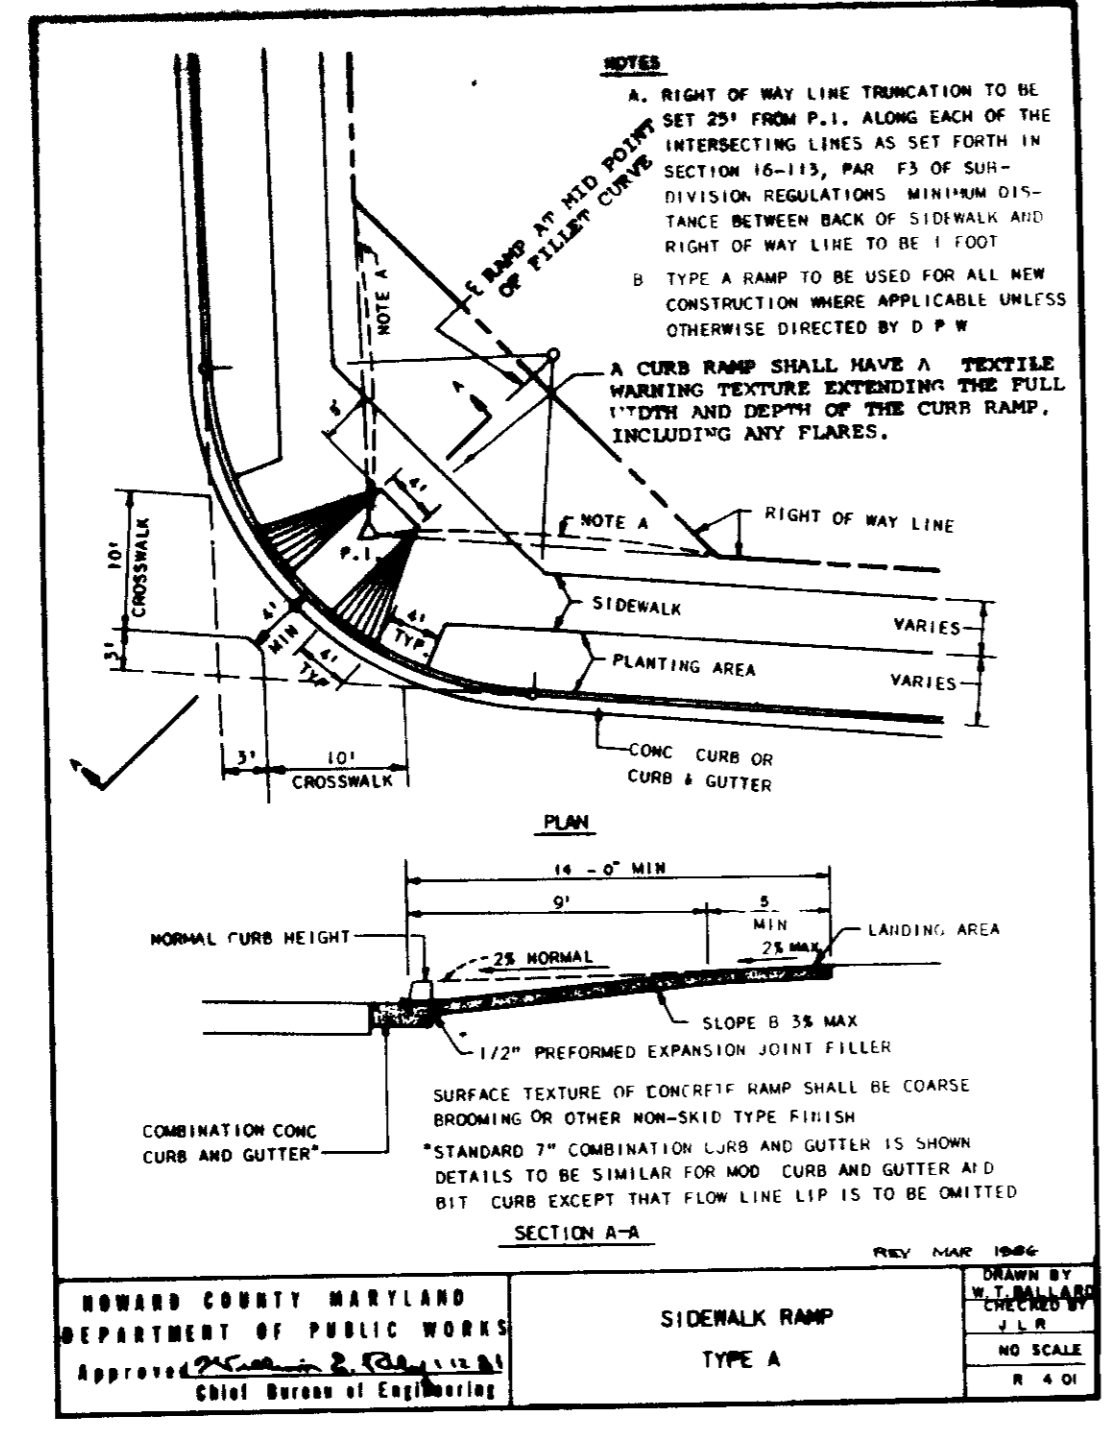 NOTES
A. RIGHT OF WAY LINE TRUNCATION TO BE
SET 25' FROM P.I. ALONG EACH OF THE
INTERSECTING LINES AS SET FORTH IN
SECTION 16-113, PAR F3 OF SUB-
DIVISION REGULATIONS MINIMUM DIS-
TANCE BETWEEN BACK OF SIDEWALK AND
RIGHT OF WAY LINE TO BE 1 FOOT
B TYPE A RAMP TO BE USED FOR ALL NEW
CONSTRUCTION WHERE APPLICABLE UNLESS
OTHERWISE DIRECTED BY D P W
A CURB RAMP SHALL HAVE A TEXTILE
WARNING TEXTURE EXTENDING THE FULL
WIDTH AND DEPTH OF THE CURB RAMP,
INCLUDING ANY FLARES.
℄ RAMP AT MID POINT
OF FILLET CURVE
NOTE A
A
5'
4'
P.I.
NOTE A
RIGHT OF WAY LINE
10'
CROSSWALK
3'
4'
MIN
4'
TYP
4'
TYP.
SIDEWALK
VARIES
PLANTING AREA
VARIES
A
3'
10'
CROSSWALK
CONC CURB OR
CURB & GUTTER
PLAN
14 - 0" MIN
9'
5
MIN
NORMAL CURB HEIGHT
2% NORMAL
2% MAX
LANDING AREA
SLOPE 8 3% MAX
1/2" PREFORMED EXPANSION JOINT FILLER
SURFACE TEXTURE OF CONCRETE RAMP SHALL BE COARSE
BROOMING OR OTHER NON-SKID TYPE FINISH
COMBINATION CONC
CURB AND GUTTER*
*STANDARD 7" COMBINATION CURB AND GUTTER IS SHOWN
DETAILS TO BE SIMILAR FOR MOD CURB AND GUTTER AND
BIT CURB EXCEPT THAT FLOW LINE LIP IS TO BE OMITTED
SECTION A-A
REV MAR 1986
HOWARD COUNTY MARYLAND
DEPARTMENT OF PUBLIC WORKS
Approved
Chief Bureau of Engineering
SIDEWALK RAMP
TYPE A
DRAWN BY
W. T. BALLARD
CHECKED BY
J L R
NO SCALE
R 4 01